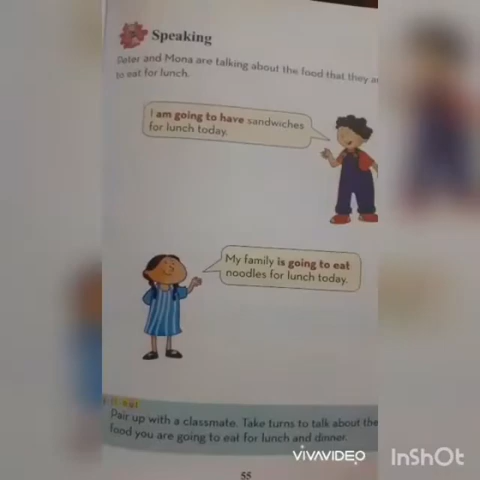 Speaking
Peter and Mona are talking about the food that they
to eat for lunch.
I am going to have sandwiches
for lunch today.
My family is going to eat
noodles for lunch today.
Pair up with a classmate. Take turns to talk about the
food you are going to eat for lunch and dinner.
VIVAVIDEO
InShOt
55